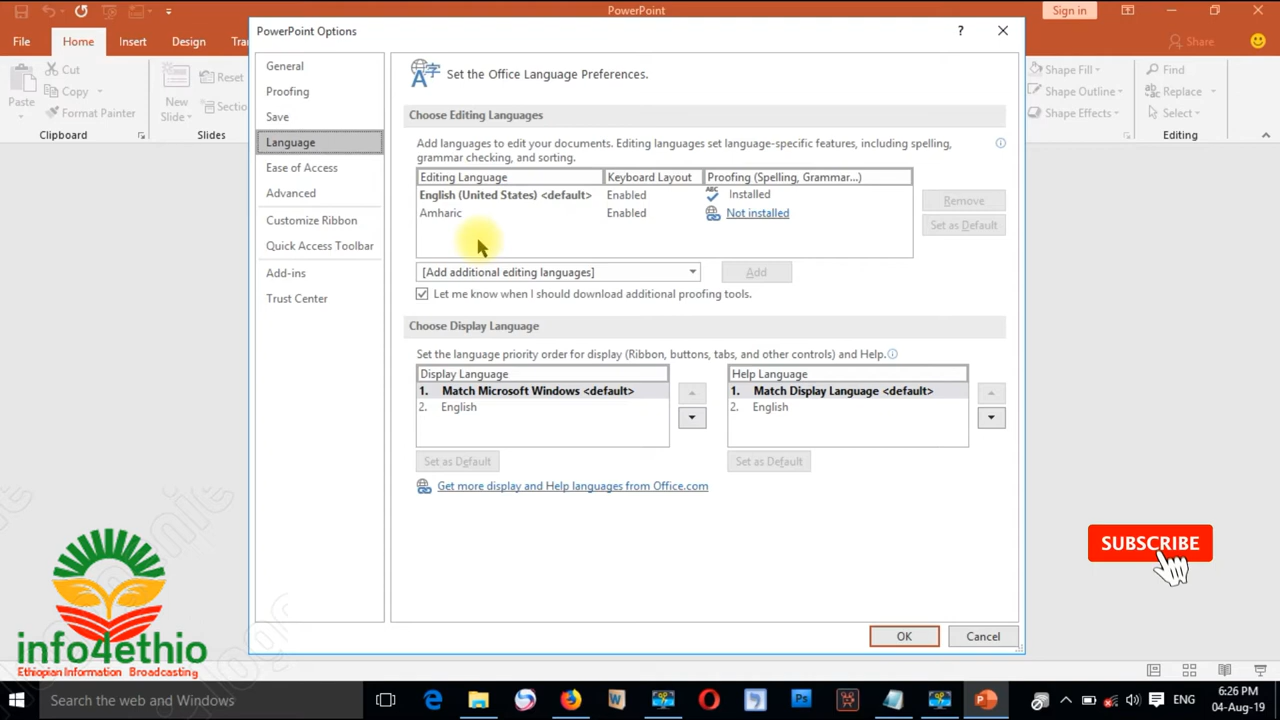 PowerPoint
Sign in
File
Home
Insert
Design
Tra
Share
Cut
Copy
Format Painter
Paste
Clipboard
New
Slide
Reset
Sectio
Slides
Shape Fill
Shape Outline
Shape Effects
Find
Replace
Select
Editing
PowerPoint Options
?
General
Proofing
Save
Language
Ease of Access
Advanced
Customize Ribbon
Quick Access Toolbar
Add-ins
Trust Center
Set the Office Language Preferences.
Choose Editing Languages
Add languages to edit your documents. Editing languages set language-specific features, including spelling,
grammar checking, and sorting.
Editing Language Keyboard Layout Proofing (Spelling, Grammar...)
English (United States) <default> Enabled Installed
Amharic Enabled Not installed
Remove
Set as Default
[Add additional editing languages] Add
Let me know when I should download additional proofing tools.
Choose Display Language
Set the language priority order for display (Ribbon, buttons, tabs, and other controls) and Help.
Display Language
1. Match Microsoft Windows <default>
2. English
Set as Default
Help Language
1. Match Display Language <default>
2. English
Set as Default
Get more display and Help languages from Office.com
OK Cancel
SUBSCRIBE
info4ethio
Ethiopian Information Broadcasting
Search the web and Windows
ENG
6:26 PM
04-Aug-19